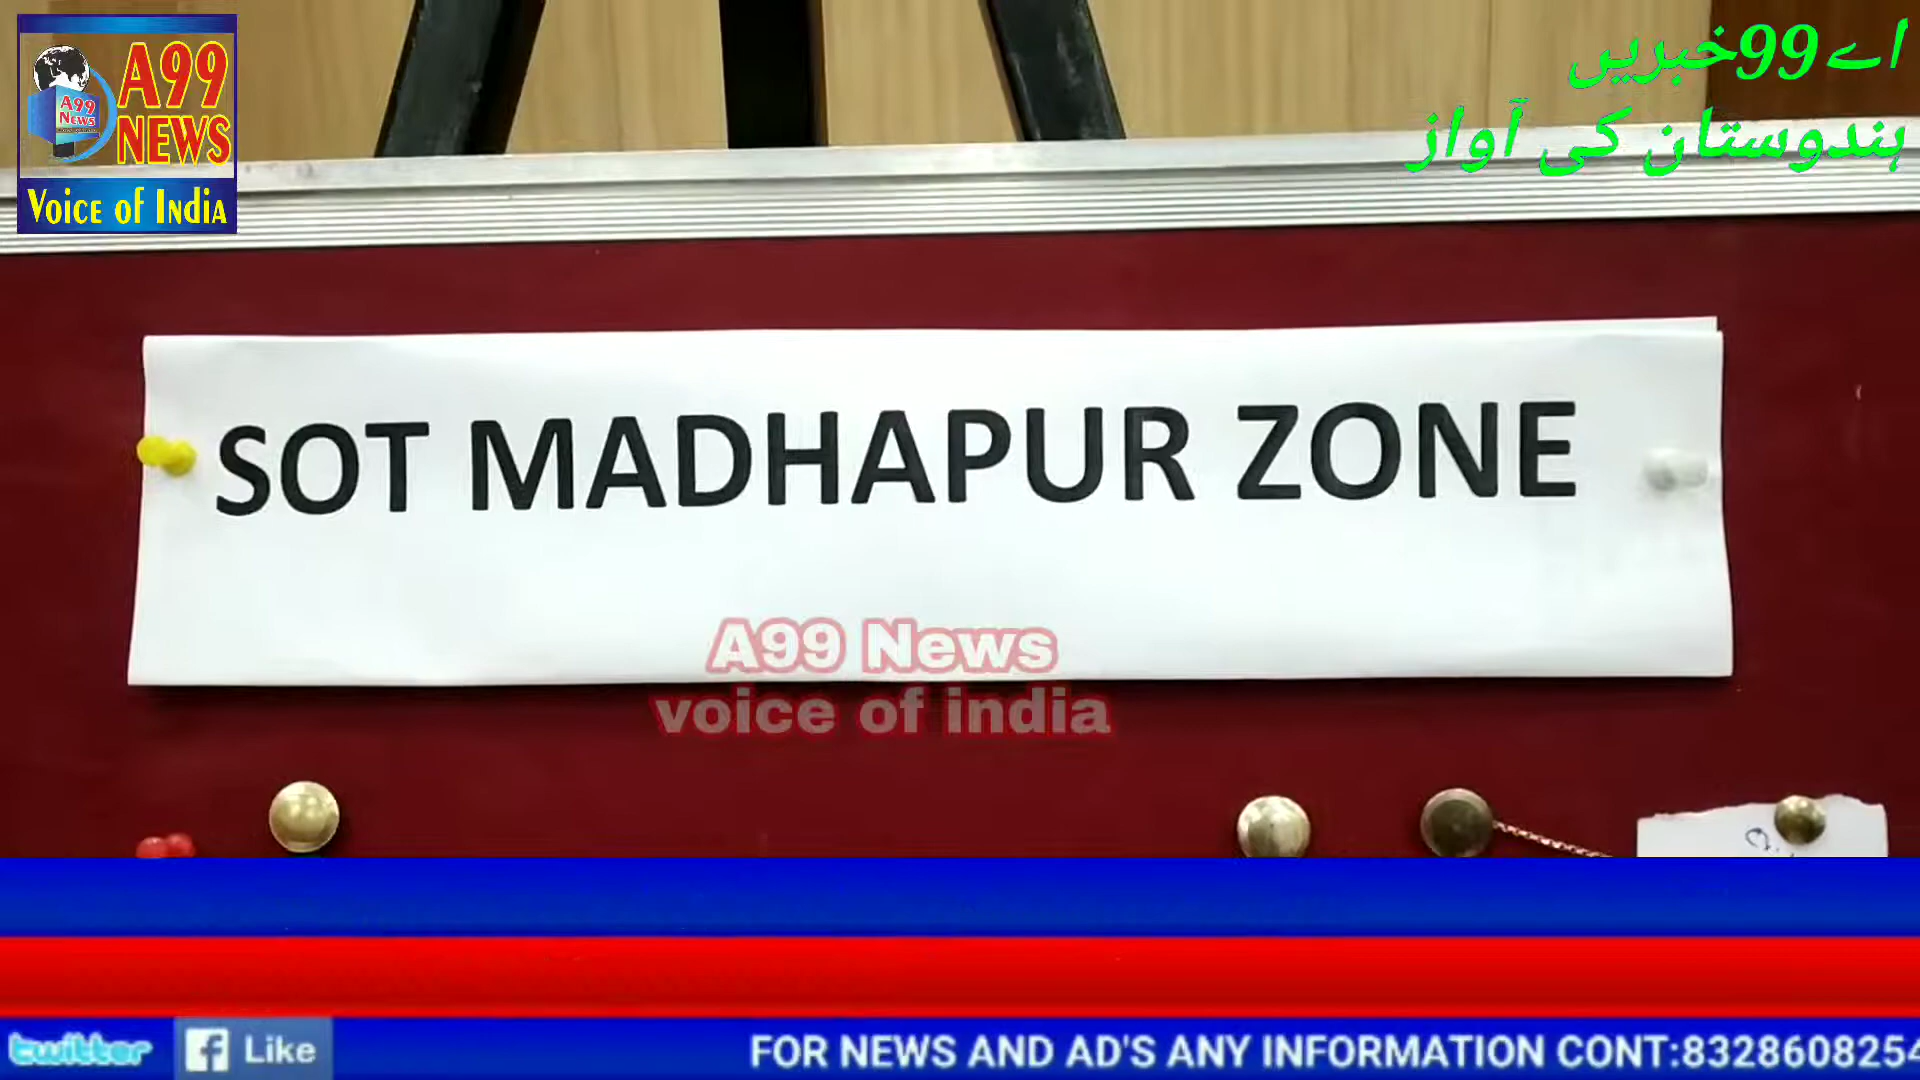 A99
NEWS
A99
News
Voice of India
اے99خبریں
ہندوستان کی آواز
SOT MADHAPUR ZONE
A99 News
voice of india
twitter
Like
FOR NEWS AND AD'S ANY INFORMATION CONT:8328608254